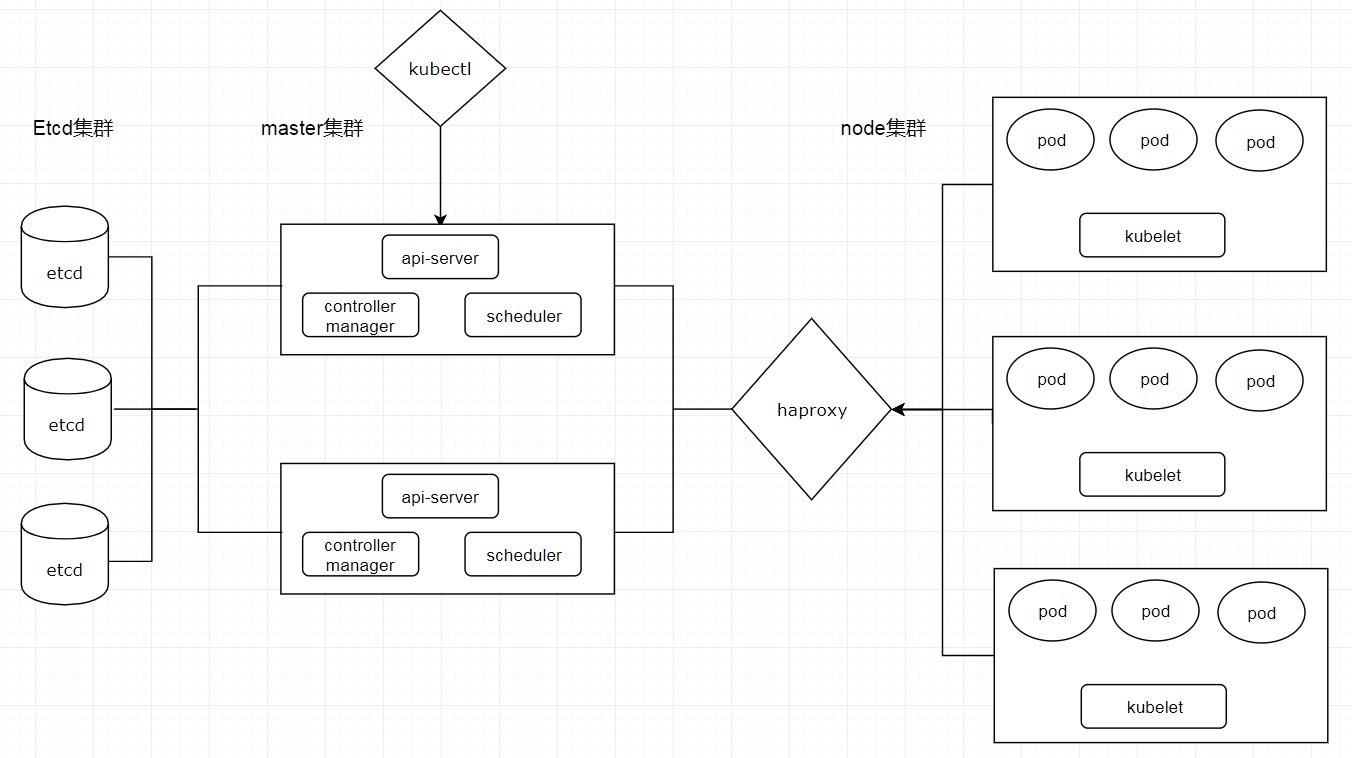 kubectl
Etcd集群
master集群
node集群
etcd
etcd
etcd
api-server
controller
manager
scheduler
api-server
controller
manager
scheduler
haproxy
pod
pod
pod
kubelet
pod
pod
pod
kubelet
pod
pod
pod
kubelet